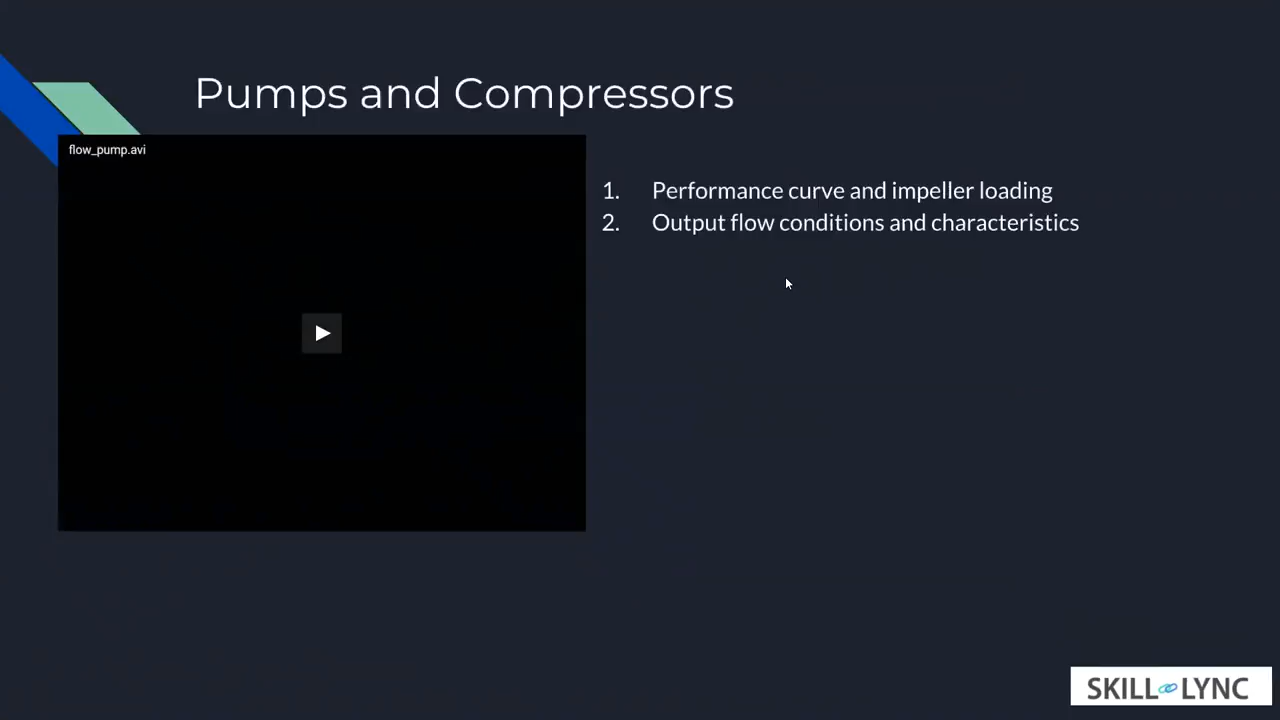 Pumps and Compressors
flow_pump.avi
1. Performance curve and impeller loading
2. Output flow conditions and characteristics
SKILL LYNC